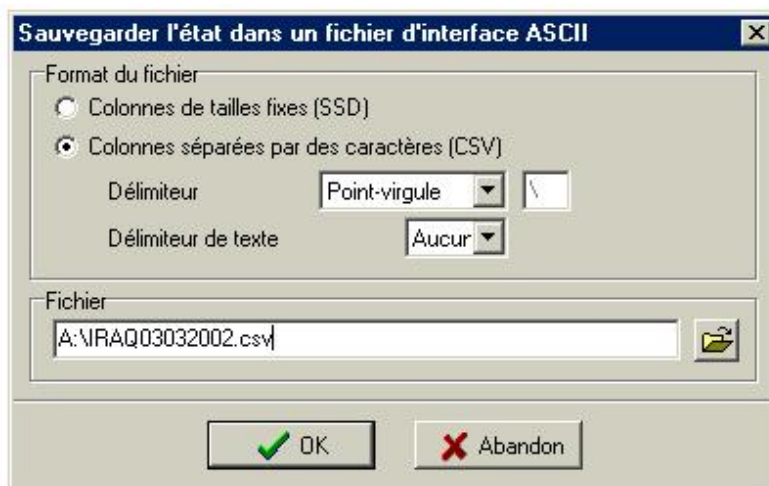 Sauvegarder l'état dans un fichier d'interface ASCII
Format du fichier
Colonnes de tailles fixes (SSD)
Colonnes séparées par des caractères (CSV)
Délimiteur Point-virgule \
Délimiteur de texte Aucun
Fichier
A:\IRAQ03032002.csv
OK Abandon